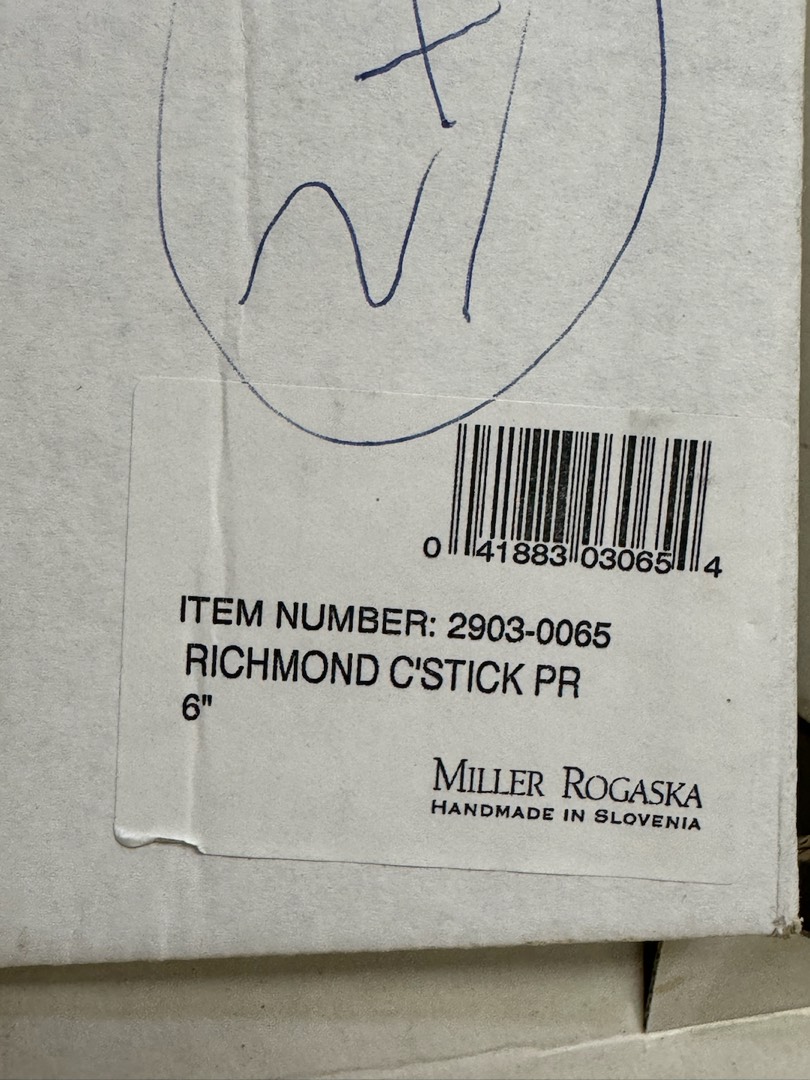 0 41883 03065 4
ITEM NUMBER: 2903-0065
RICHMOND C'STICK PR
6"
MILLER ROGASKA
HANDMADE IN SLOVENIA